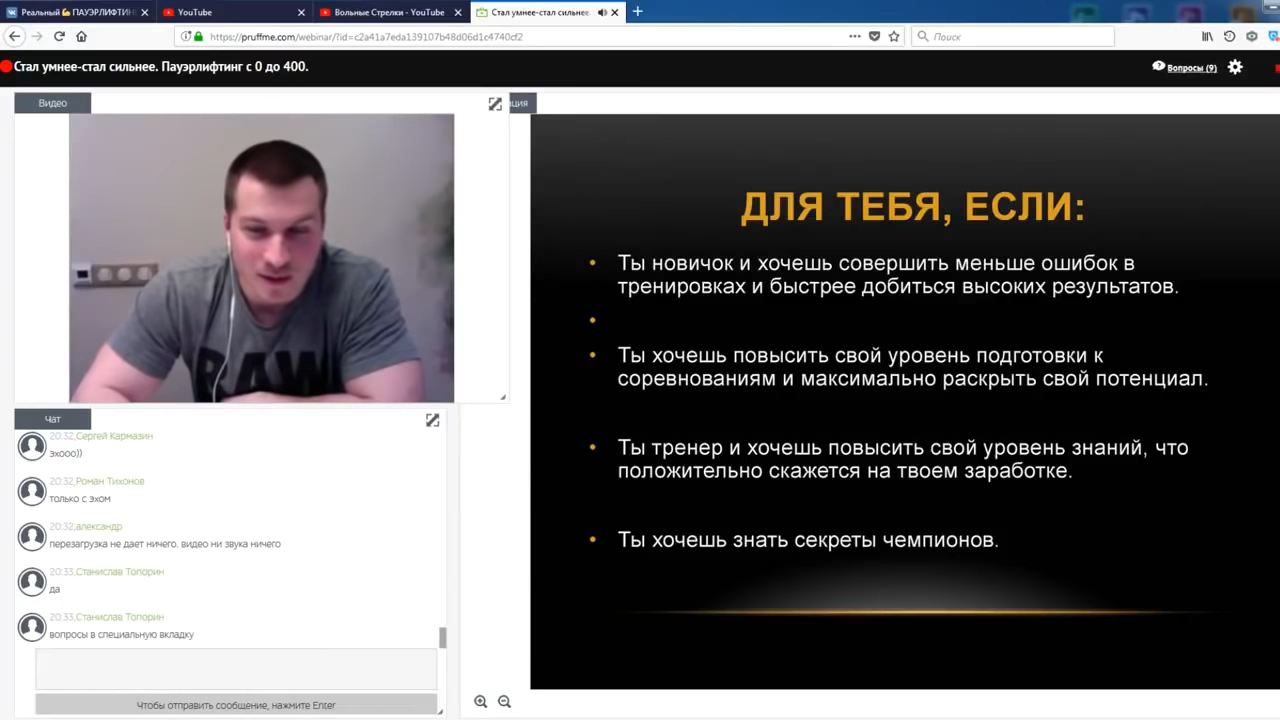 Реальный 💪 ПАУЭРЛИФТИН
YouTube
Вольные Стрелки - YouTube
Стал умнее-стал сильнее.
https://pruffme.com/webinar/?id=c2a41a7eda139107b48d06d1c4740cf2
Поиск
Стал умнее-стал сильнее. Пауэрлифтинг с 0 до 400.
Вопросы (9)
Видео
ция
RAW
ДЛЯ ТЕБЯ, ЕСЛИ:
• Ты новичок и хочешь совершить меньше ошибок в
тренировках и быстрее добиться высоких результатов.
•
• Ты хочешь повысить свой уровень подготовки к
соревнованиям и максимально раскрыть свой потенциал.
• Ты тренер и хочешь повысить свой уровень знаний, что
положительно скажется на твоем заработке.
• Ты хочешь знать секреты чемпионов.
Чат
20:32,Сергей Кармазин
эхооо))
20:32,Роман Тихонов
только с эхом
20:32,александр
перезагрузка не дает ничего. видео ни звука ничего
20:33,Станислав Топорин
да
20:33,Станислав Топорин
вопросы в специальную вкладку
Чтобы отправить сообщение, нажмите Enter